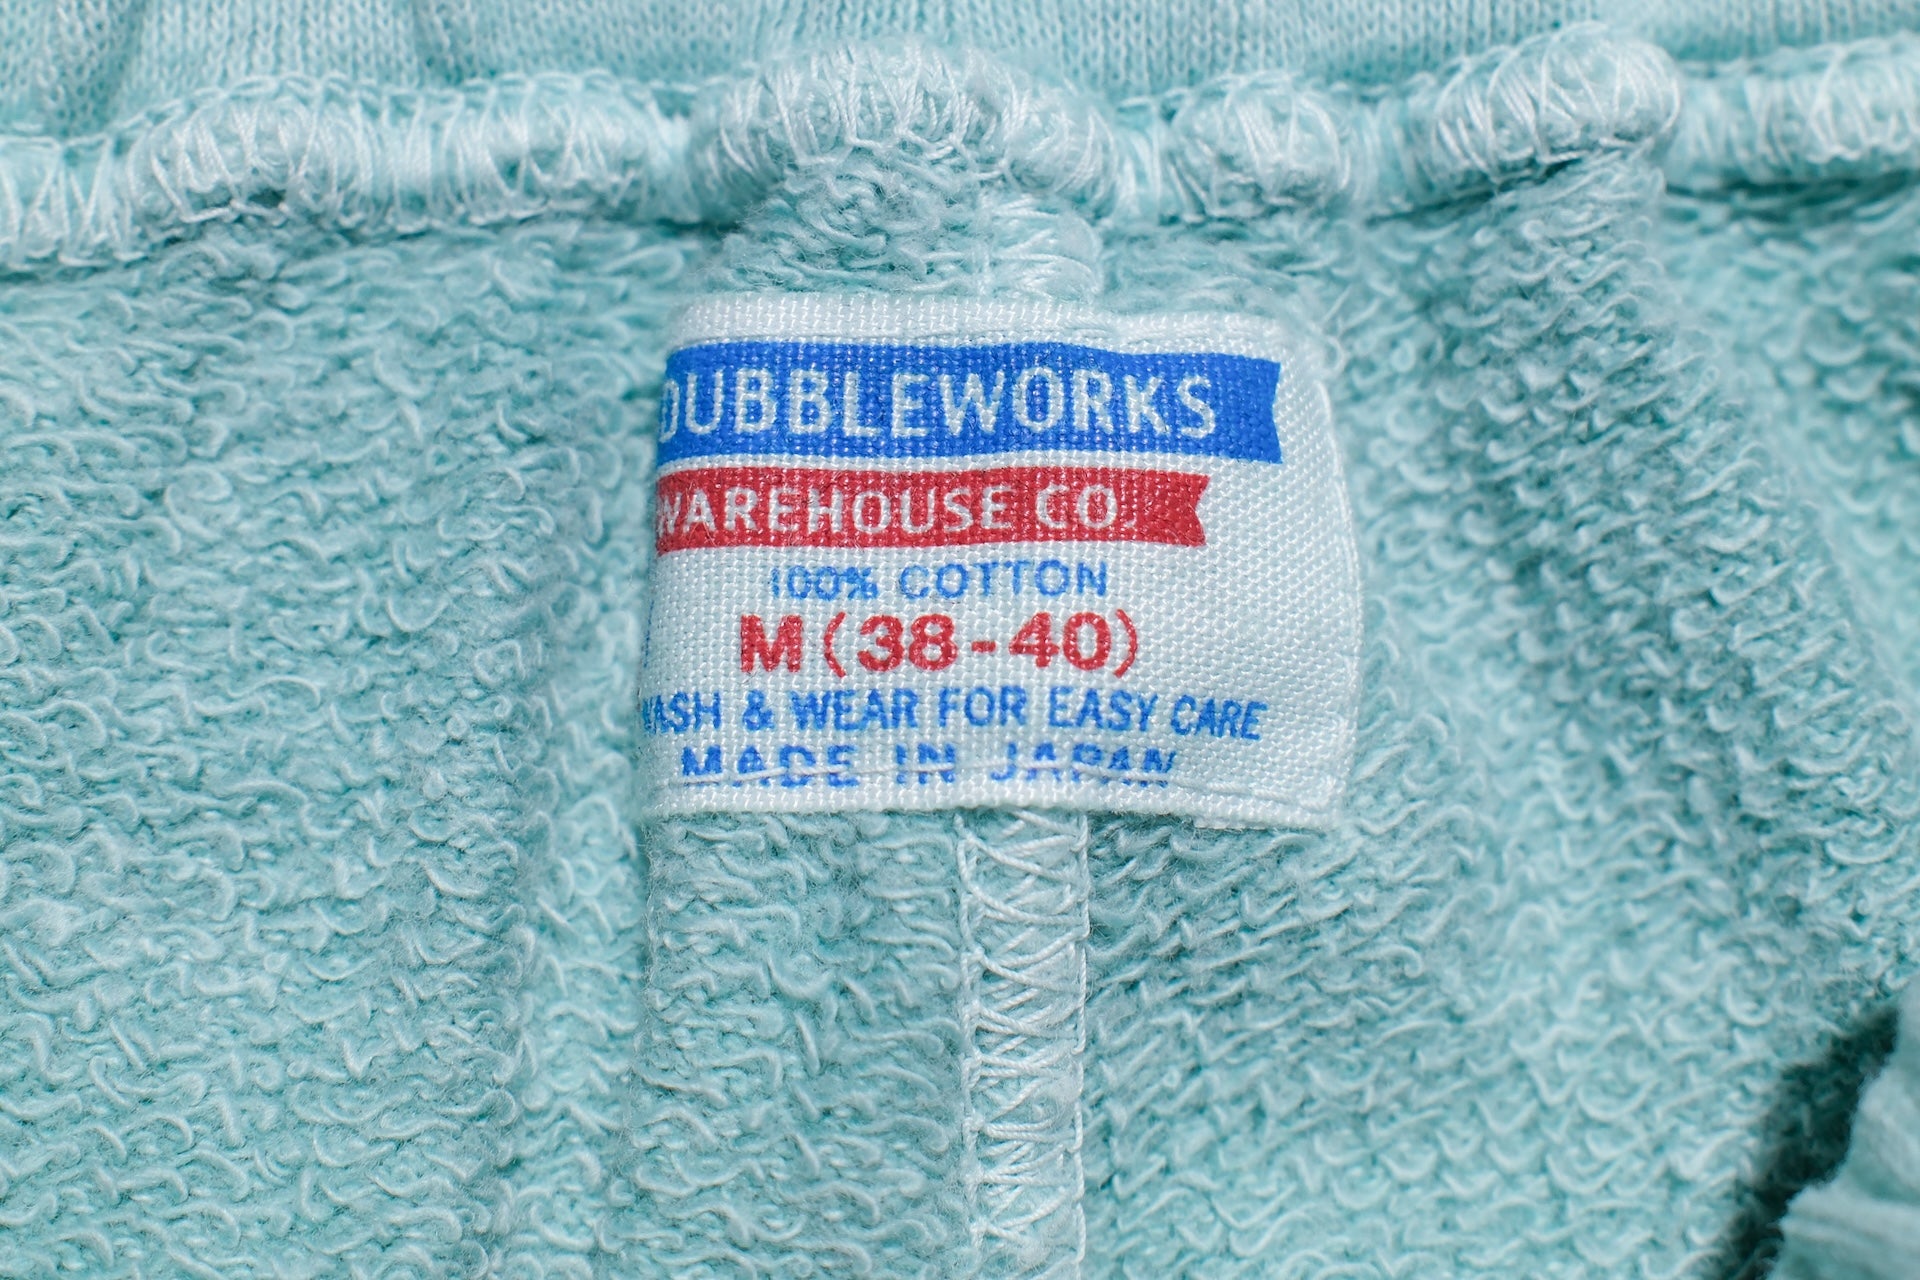 DUBBLEWORKS
WAREHOUSE CO.
100% COTTON
M (38-40)
WASH & WEAR FOR EASY CARE
MADE IN JAPAN